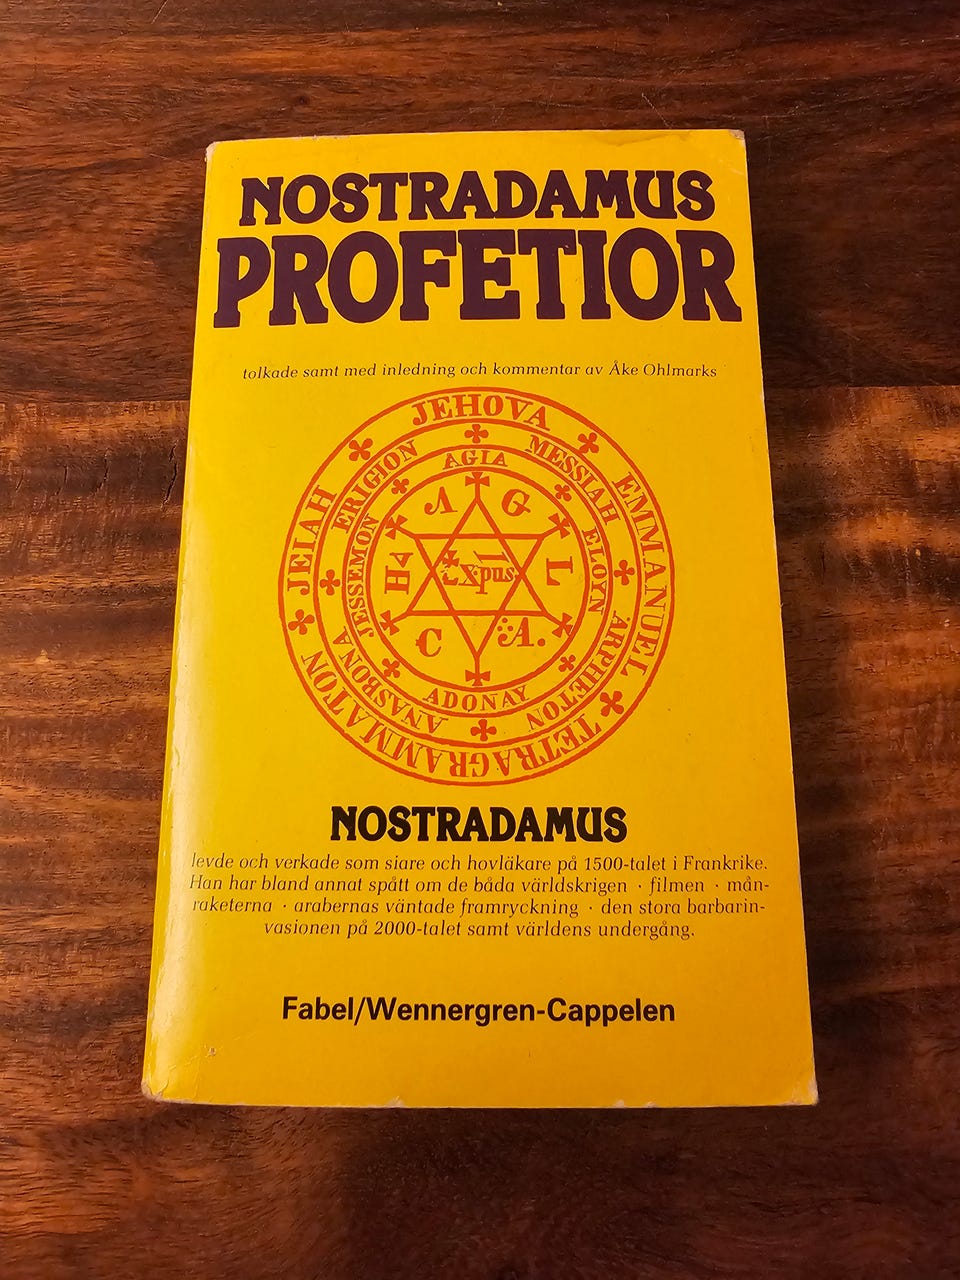 NOSTRADAMUS
PROFETIOR
tolkade samt med inledning och kommentar av Åke Ohlmarks
JEHOVA
EMMANUEL
TETRAGRAMMATON
JEIAH
ERIGION
MESSIAH
ARPHETON
ANASBONA
AGIA
ELOYN
ADONAY
JESSEMON
A G L A. C Ha
Xpus
NOSTRADAMUS
levde och verkade som siare och hovläkare på 1500-talet i Frankrike.
Han har bland annat spått om de båda världskrigen · filmen · mån-
raketerna · arabernas väntade framryckning · den stora barbarin-
vasionen på 2000-talet samt världens undergång.
Fabel/Wennergren-Cappelen